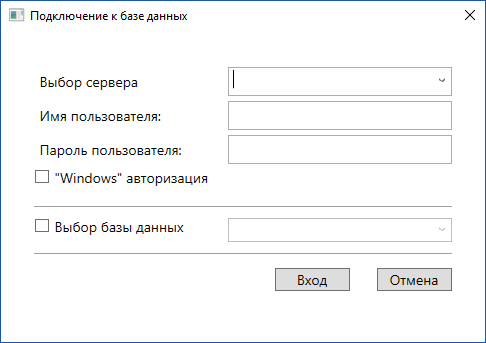 Подключение к базе данных
Выбор сервера
Имя пользователя:
Пароль пользователя:
"Windows" авторизация
Выбор базы данных
Вход Отмена